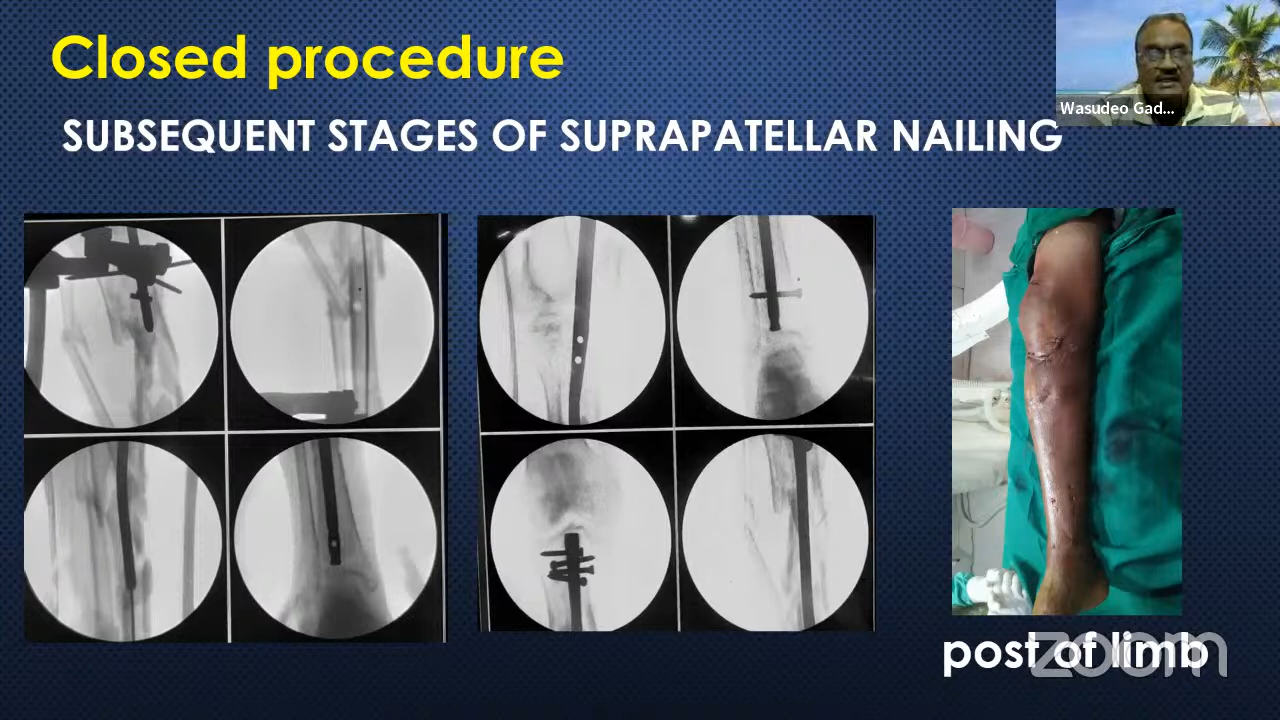 Closed procedure
Wasudeo Gad...
SUBSEQUENT STAGES OF SUPRAPATELLAR NAILING
post of limb
zoom